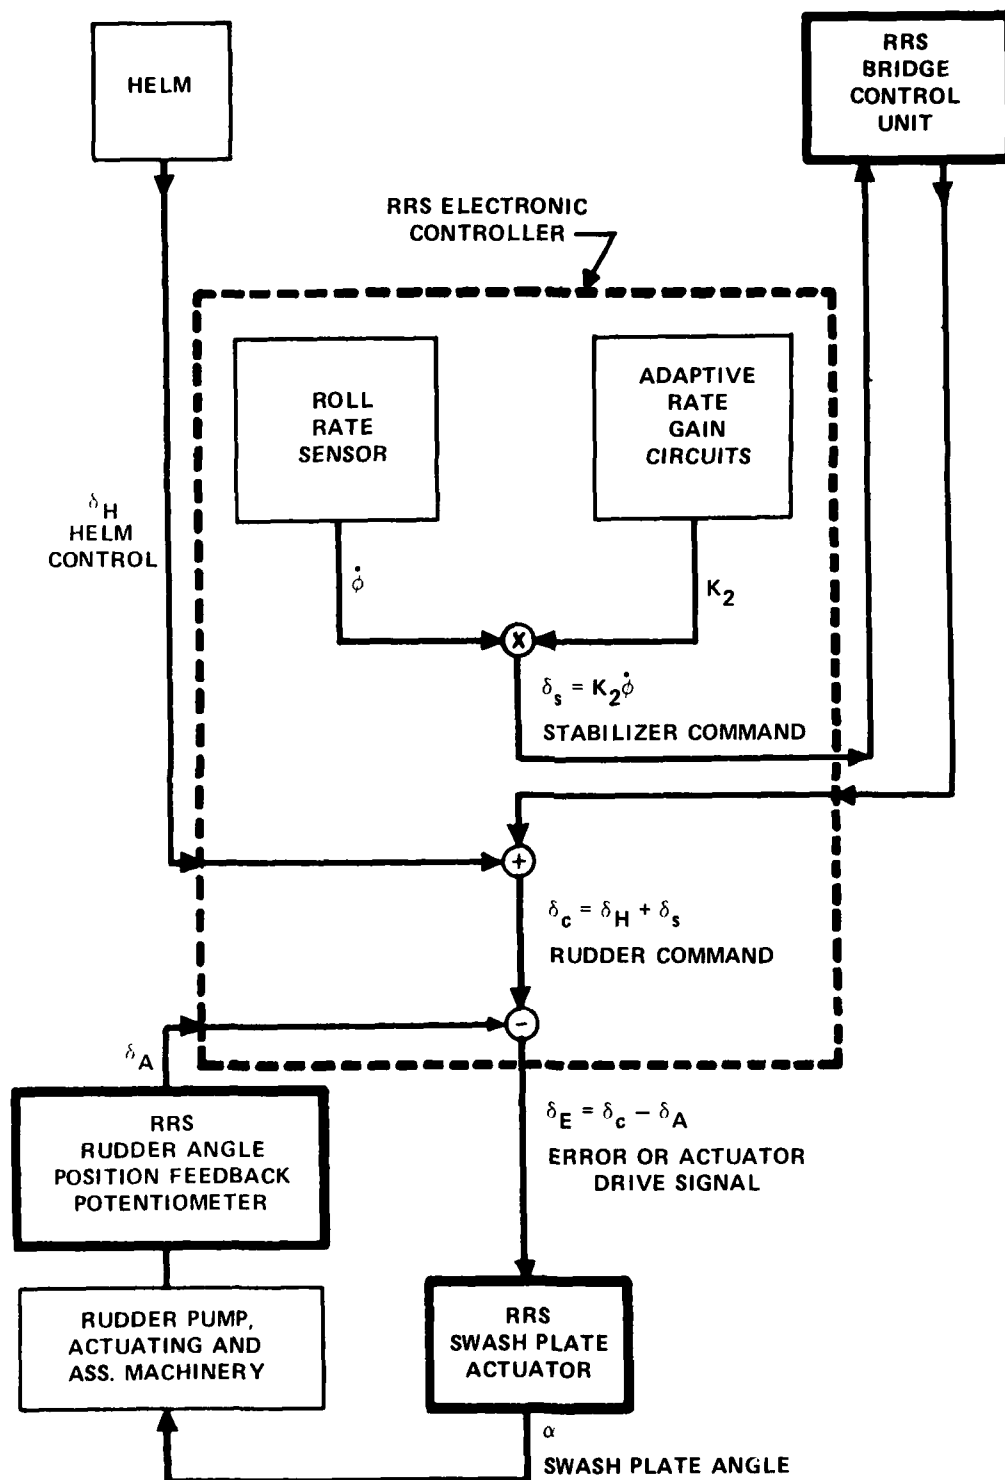 HELM
RRS
BRIDGE
CONTROL
UNIT
RRS ELECTRONIC
CONTROLLER
ROLL
RATE
SENSOR
ADAPTIVE
RATE
GAIN
CIRCUITS
δH
HELM
CONTROL
φ̇
K2
X
δs = K2φ̇
STABILIZER COMMAND
+
δc = δH + δs
RUDDER COMMAND
−
δA
RRS
RUDDER ANGLE
POSITION FEEDBACK
POTENTIOMETER
δE = δc − δA
ERROR OR ACTUATOR
DRIVE SIGNAL
RUDDER PUMP,
ACTUATING AND
ASS. MACHINERY
RRS
SWASH PLATE
ACTUATOR
α
SWASH PLATE ANGLE